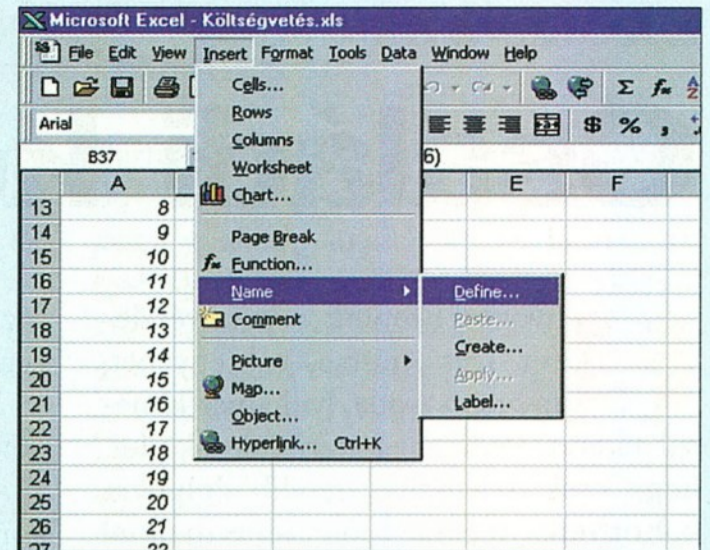 Microsoft Excel - Költségvetés.xls
File Edit View Insert Format Tools Data Window Help
Arial
$ % ,
B37
6)
A E F
13 8
14 9
15 10
16 11
17 12
18 13
19 14
20 15
21 16
22 17
23 18
24 19
25 20
26 21
Cells...
Rows
Columns
Worksheet
Chart...
Page Break
Function...
Name
Comment
Picture
Map...
Object...
Hyperlink... Ctrl+K
Define...
Paste...
Create...
Apply...
Label...